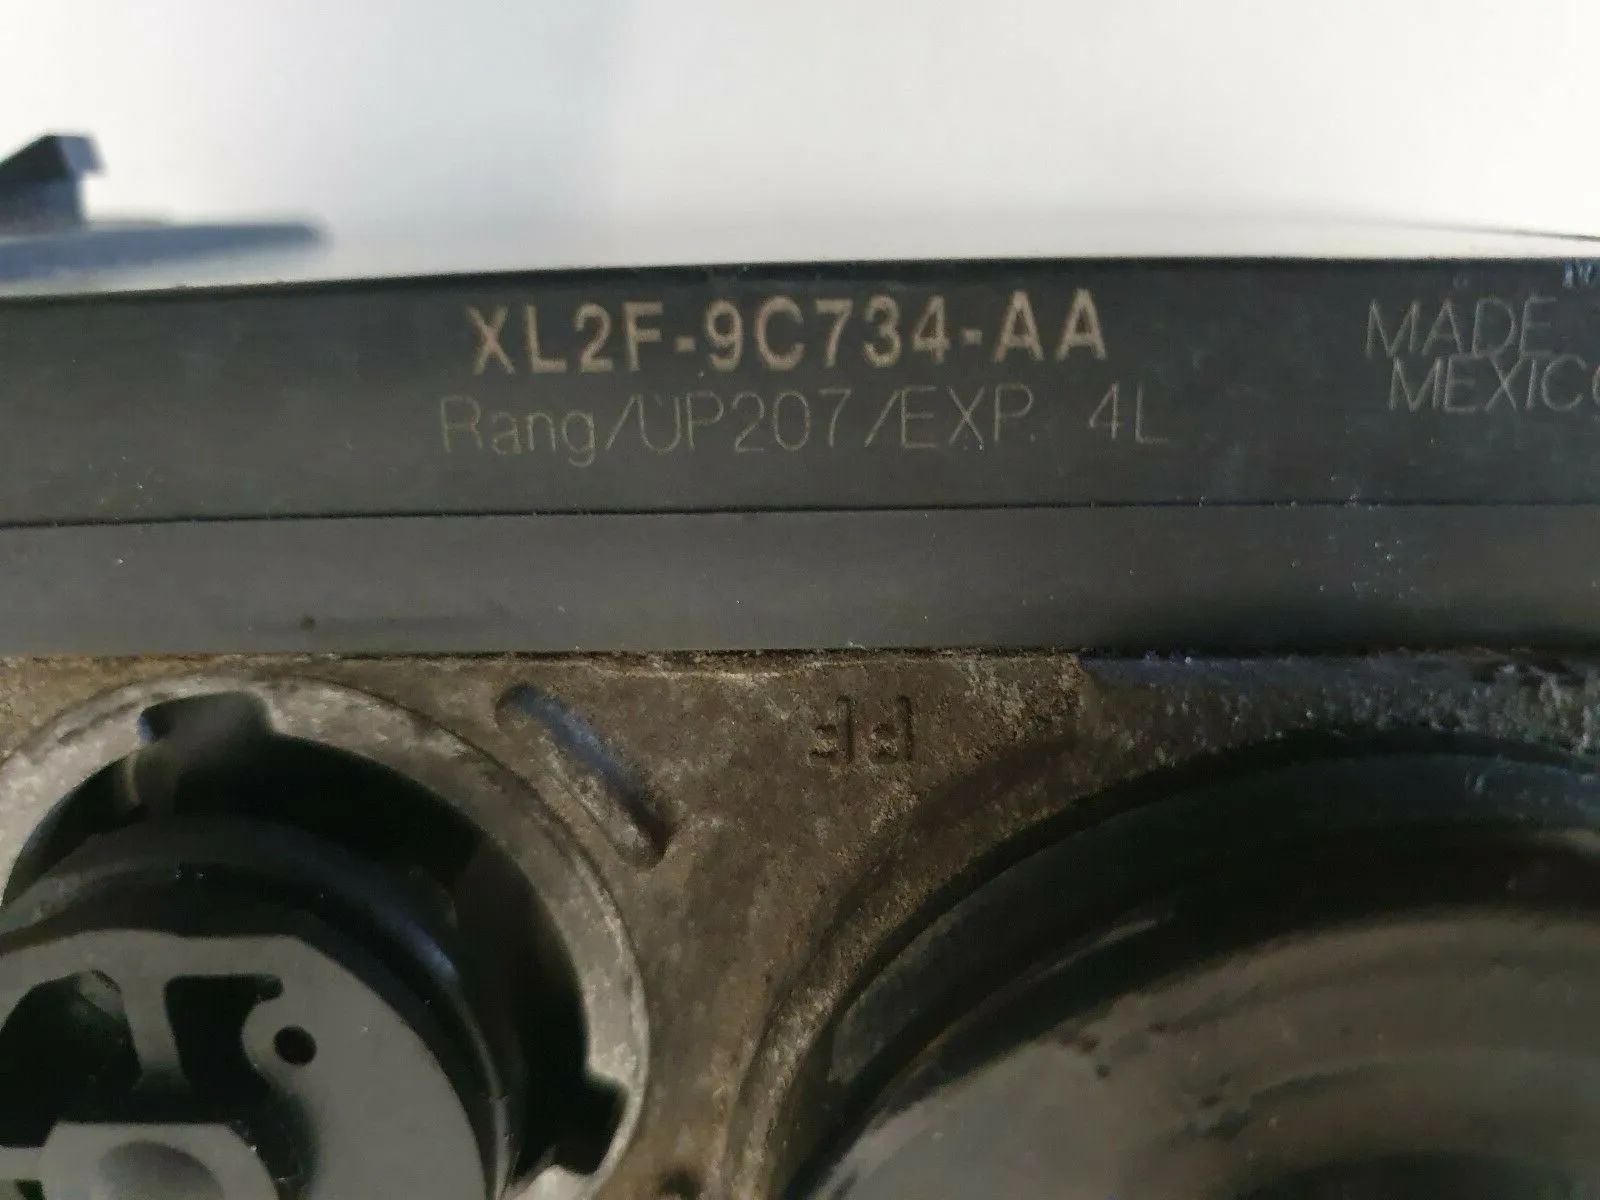 XL2F-9C734-AA
Rang/UP207/EXP. 4L
MADE
MEXICO